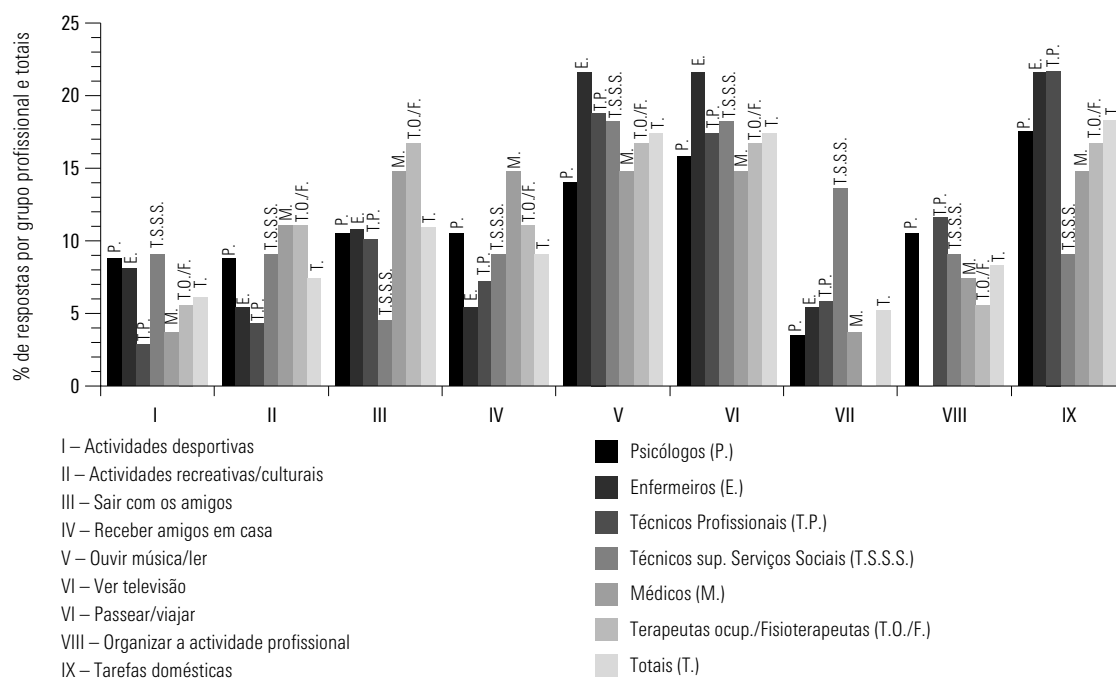 % de respostas por grupo profissional e totais
25
20
15
10
5
0
P. E. T.P. T.S.S.S. M. T.O./F. T.
P. E. T.P. T.S.S.S. M. T.O./F. T.
P. E. T.P. T.S.S.S. M. T.O./F. T.
P. E. T.P. T.S.S.S. M. T.O./F. T.
P. E. T.P. T.S.S.S. M. T.O./F. T.
P. E. T.P. T.S.S.S. M. T.O./F. T.
P. E. T.P. T.S.S.S. M. T.
P. T.P. T.S.S.S. M. T.O./F. T.
P. E. T.P. T.S.S.S. M. T.O./F. T.
I II III IV V VI VII VIII IX
I – Actividades desportivas
II – Actividades recreativas/culturais
III – Sair com os amigos
IV – Receber amigos em casa
V – Ouvir música/ler
VI – Ver televisão
VI – Passear/viajar
VIII – Organizar a actividade profissional
IX – Tarefas domésticas
Psicólogos (P.)
Enfermeiros (E.)
Técnicos Profissionais (T.P.)
Técnicos sup. Serviços Sociais (T.S.S.S.)
Médicos (M.)
Terapeutas ocup./Fisioterapeutas (T.O./F.)
Totais (T.)